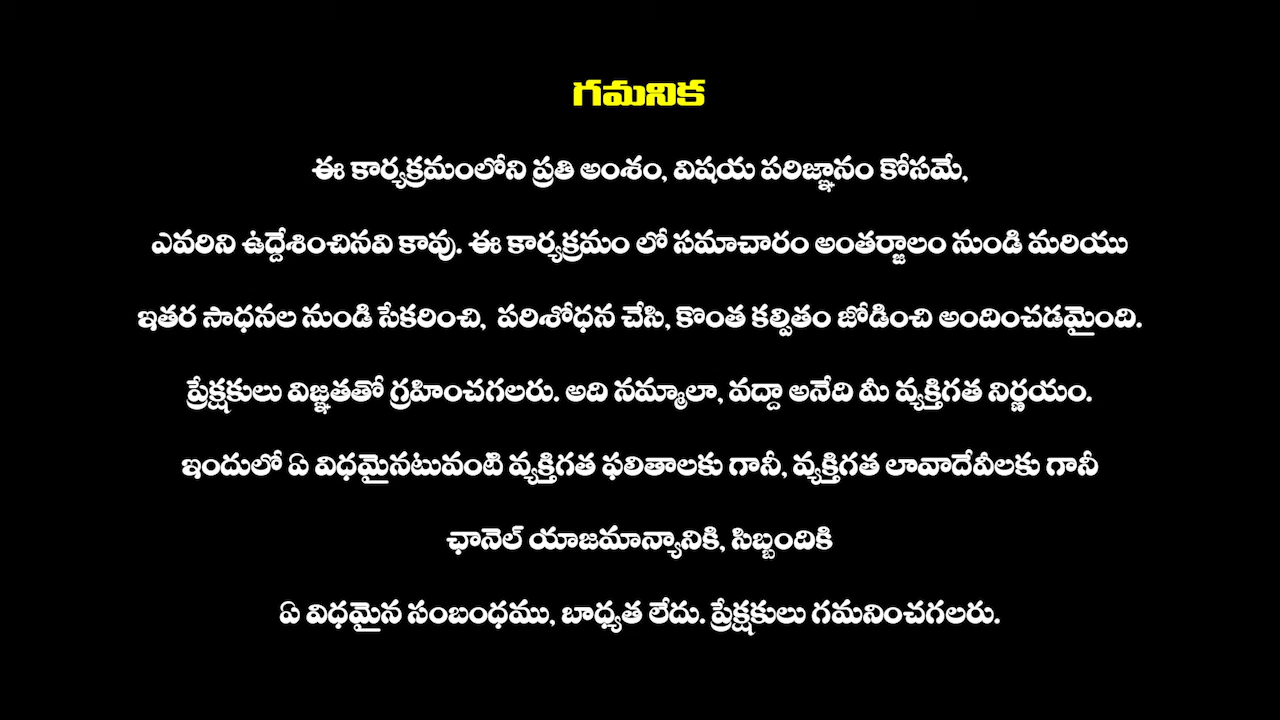 గమనిక
ఈ కార్యక్రమంలోని ప్రతి అంశం, విషయ పరిజ్ఞానం కోసమే,
ఎవరిని ఉద్దేశించినవి కావు. ఈ కార్యక్రమం లో సమాచారం అంతర్జాలం నుండి మరియు
ఇతర సాధనల నుండి సేకరించి, పరిశోధన చేసి, కొంత కల్పితం జోడించి అందించడమైంది.
ప్రేక్షకులు విజ్ఞతతో గ్రహించగలరు. అది నమ్మాలా, వద్దా అనేది మీ వ్యక్తిగత నిర్ణయం.
ఇందులో ఏ విధమైనటువంటి వ్యక్తిగత ఫలితాలకు గానీ, వ్యక్తిగత లావాదేవీలకు గానీ
ఛానెల్ యాజమాన్యానికి, సిబ్బందికి
ఏ విధమైన సంబంధము, బాధ్యత లేదు. ప్రేక్షకులు గమనించగలరు.